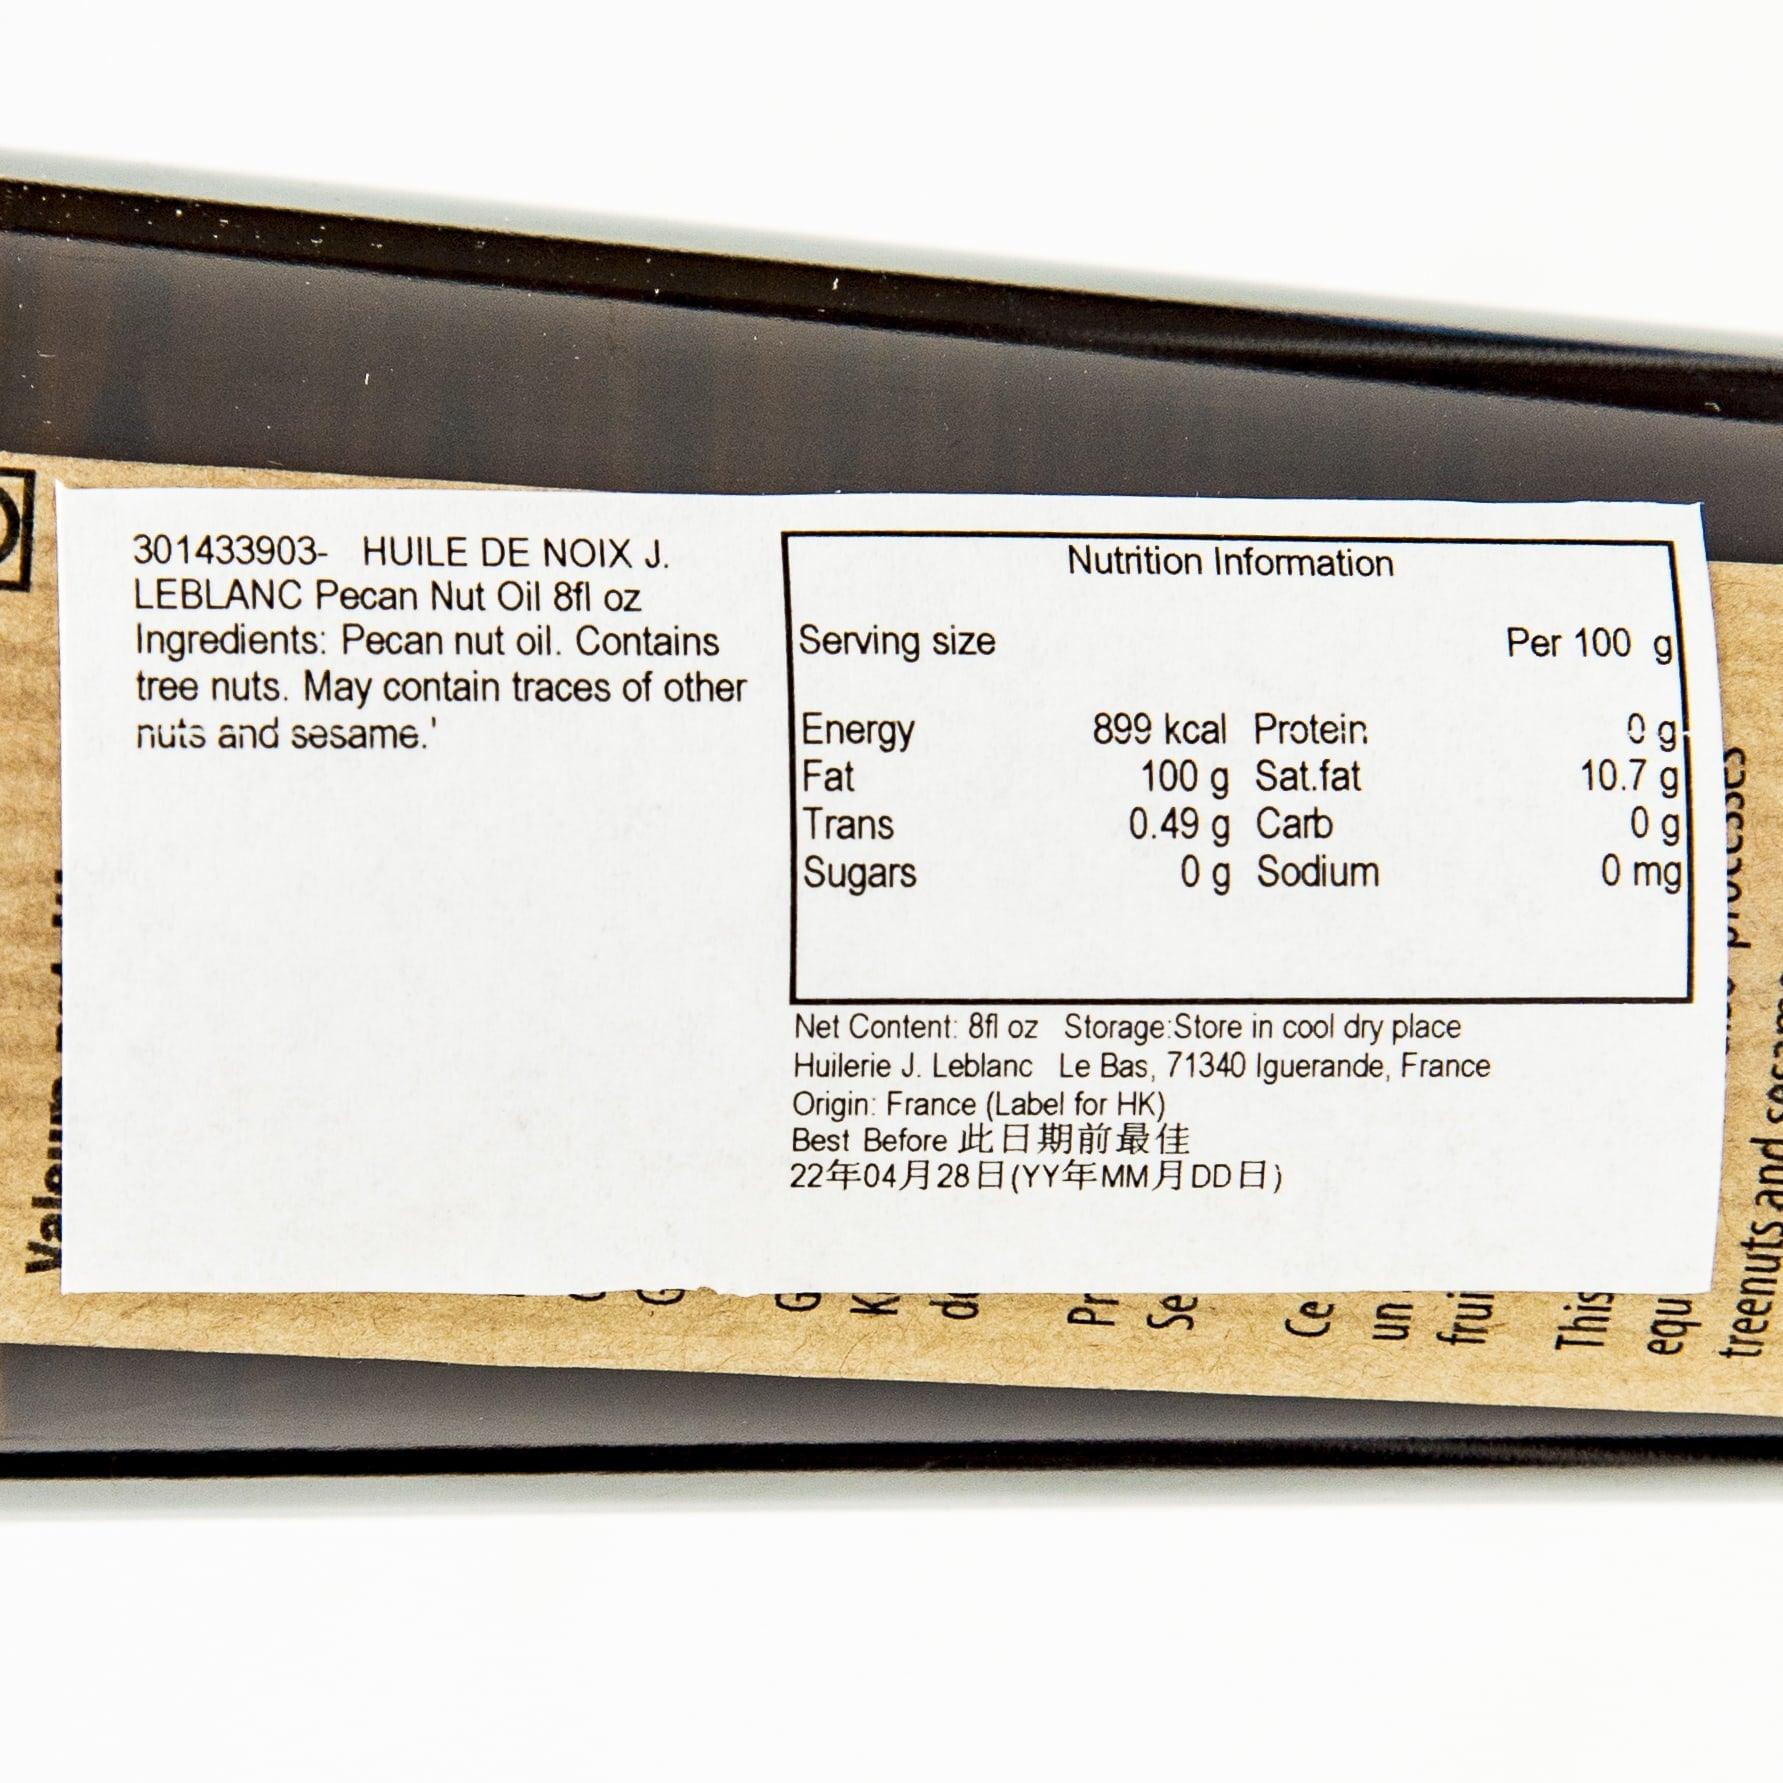 301433903- HUILE DE NOIX J.
LEBLANC Pecan Nut Oil 8fl oz
Ingredients: Pecan nut oil. Contains
tree nuts. May contain traces of other
nuts and sesame.'
Nutrition Information
Serving size Per 100 g
Energy 899 kcal Protein 0 g
Fat 100 g Sat.fat 10.7 g
Trans 0.49 g Carb 0 g
Sugars 0 g Sodium 0 mg
Net Content: 8fl oz Storage:Store in cool dry place
Huilerie J. Leblanc Le Bas, 71340 Iguerande, France
Origin: France (Label for HK)
Best Before 此日期前最佳
22年04月28日(YY年MM月DD日)
This
treenuts and